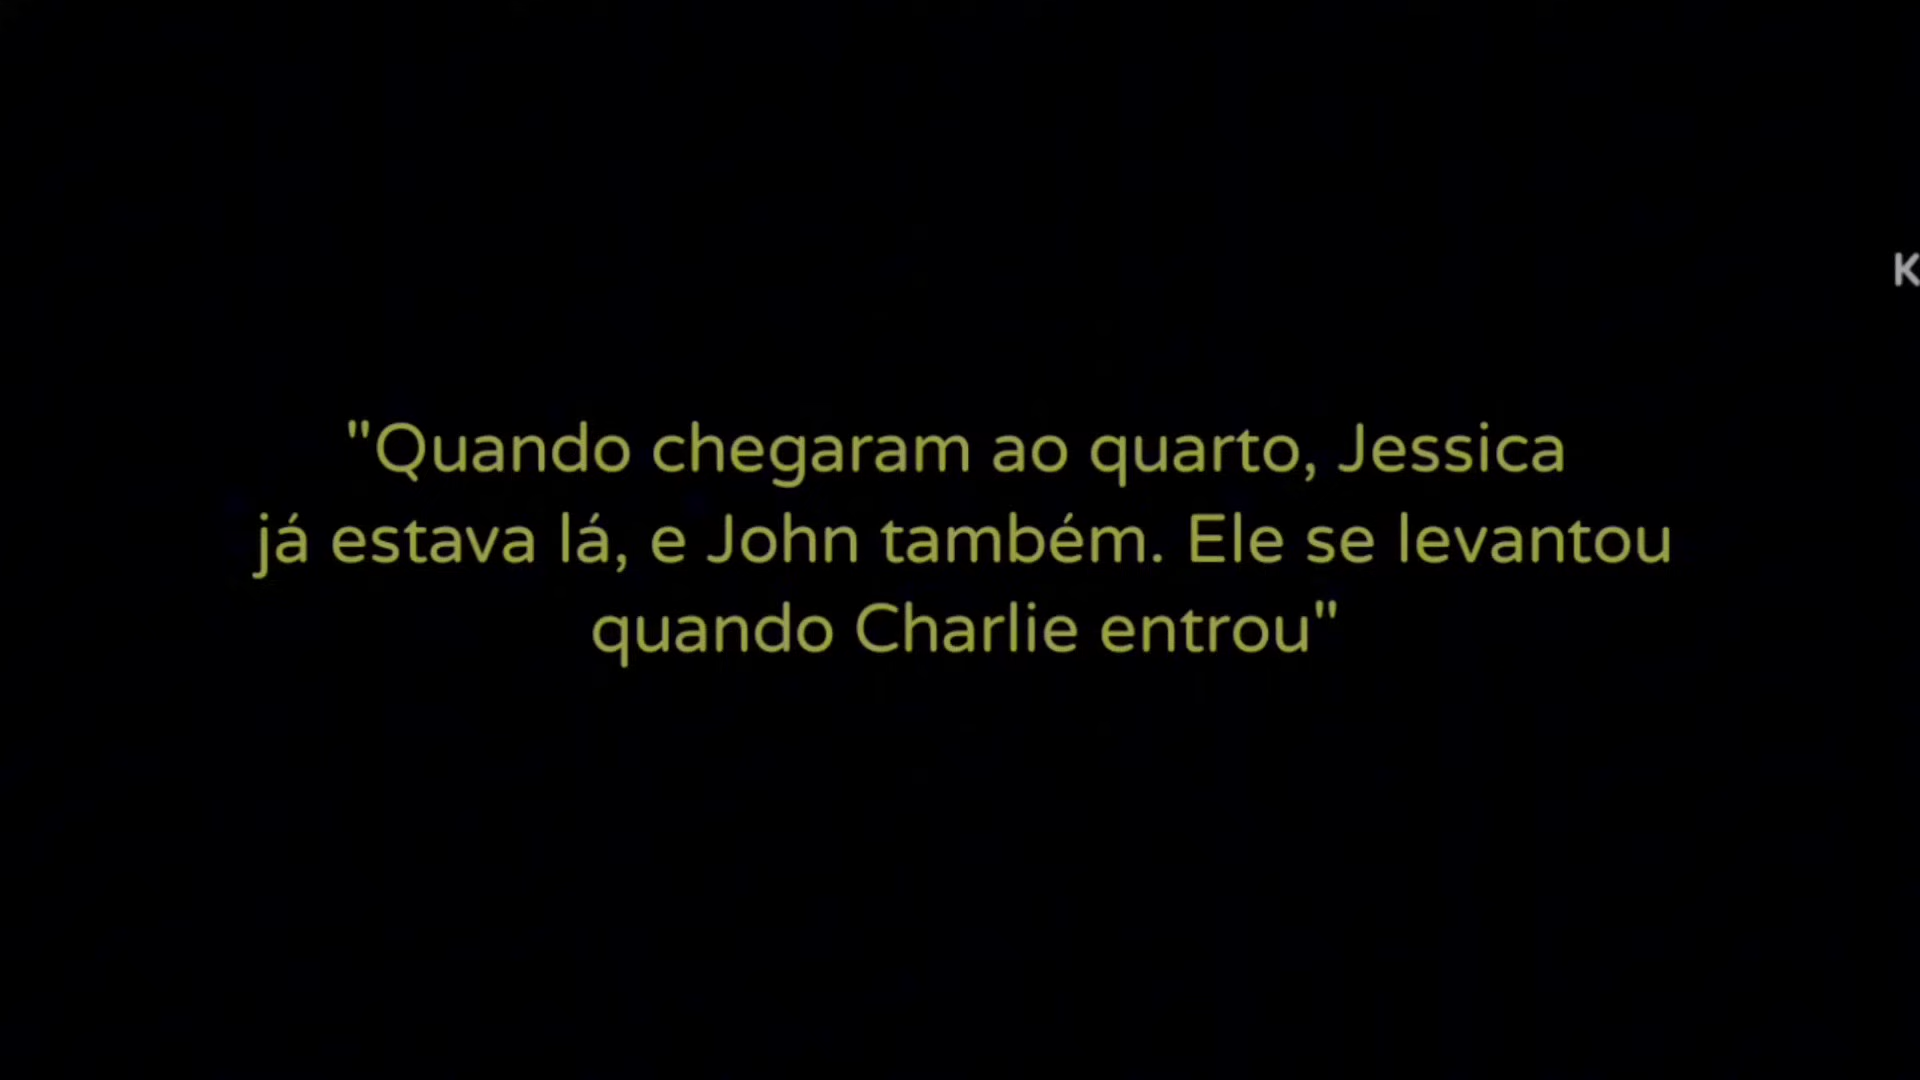 K
"Quando chegaram ao quarto, Jessica
já estava lá, e John também. Ele se levantou
quando Charlie entrou"